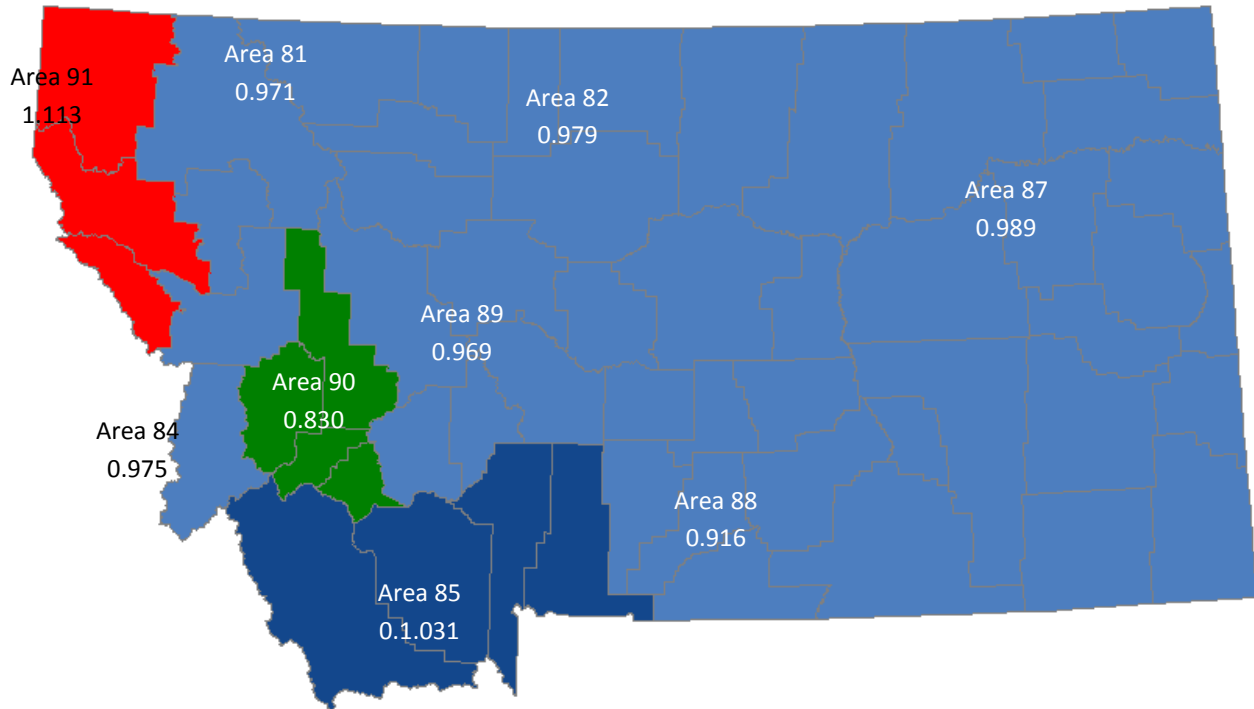 Area 81
0.971
Area 91
1.113
Area 82
0.979
Area 87
0.989
Area 89
0.969
Area 90
0.830
Area 84
0.975
Area 88
0.916
Area 85
0.1.031